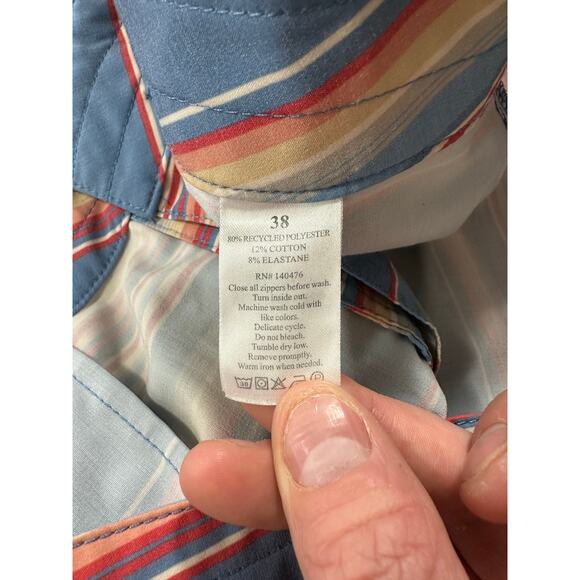 38
80% RECYCLED POLYESTER
12% COTTON
8% ELASTANE
RN# 140476
Close all zippers before wash.
Turn inside out.
Machine wash cold with
like colors.
Delicate cycle.
Do not bleach.
Tumble dry low.
Remove promptly.
Warm iron when needed.
30
P